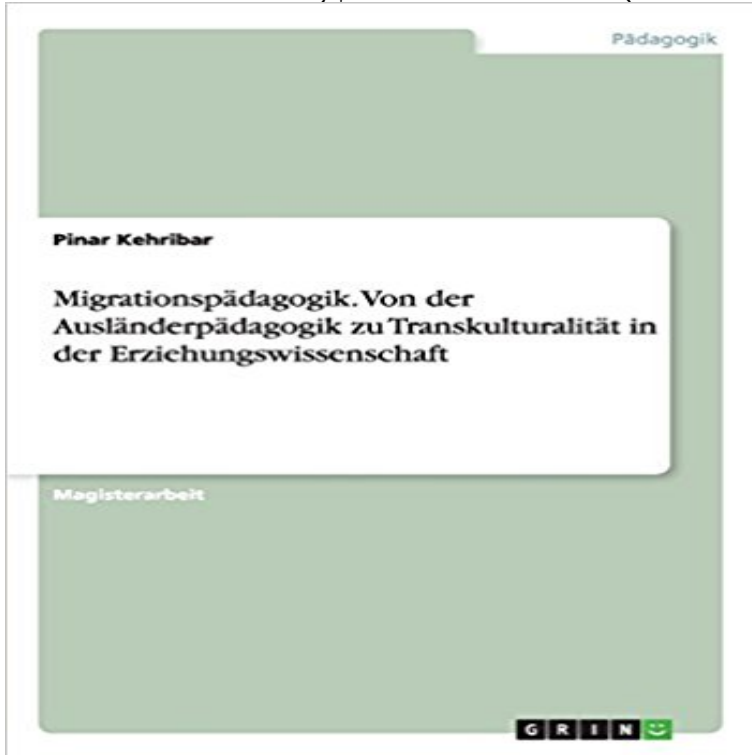 Pädagogik
Pinar Kehribar
Migrationspädagogik. Von der
Ausländerpädagogik zu Transkulturalität in
der Erziehungswissenschaft
Magisterarbeit
GRIN